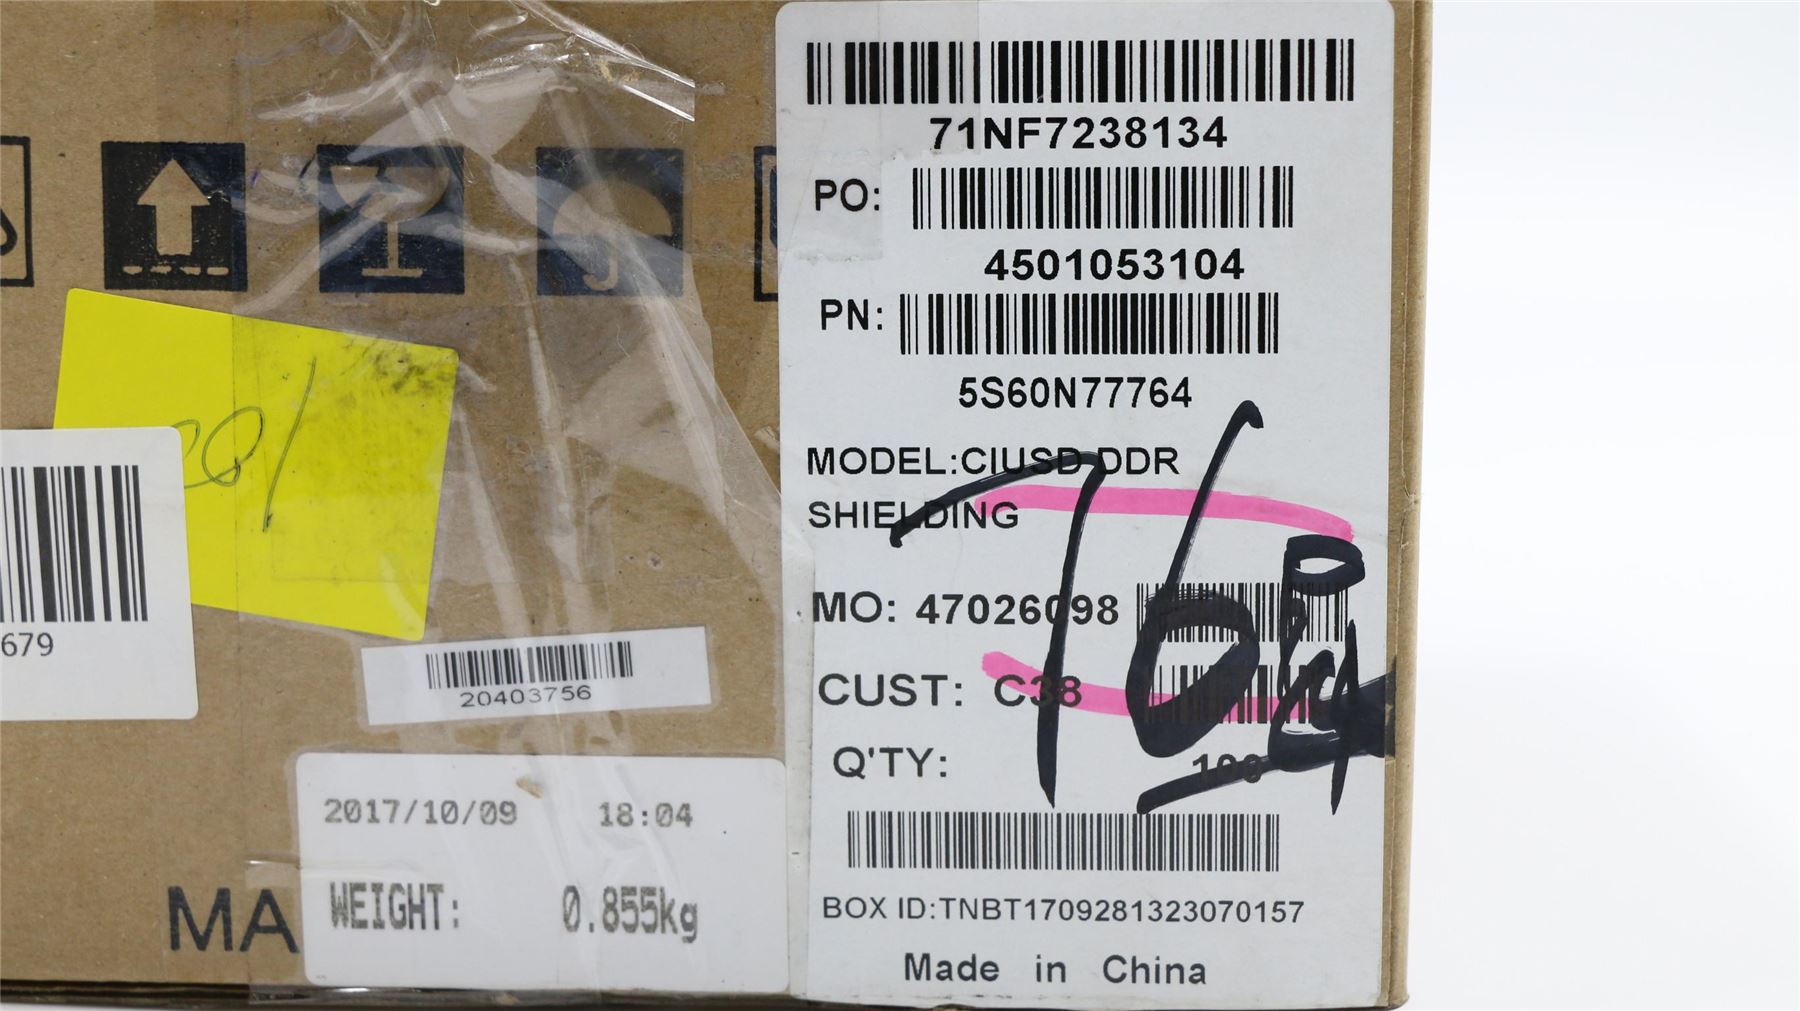 71NF7238134
PO:
4501053104
PN:
5S60N77764
MODEL:CIUSD DDR
SHIELDING
MO: 47026098
CUST: C38
Q'TY: 100
BOX ID:TNBT1709281323070157
Made in China
679
20403756
2017/10/09 18:04
WEIGHT: 0.855kg
MA